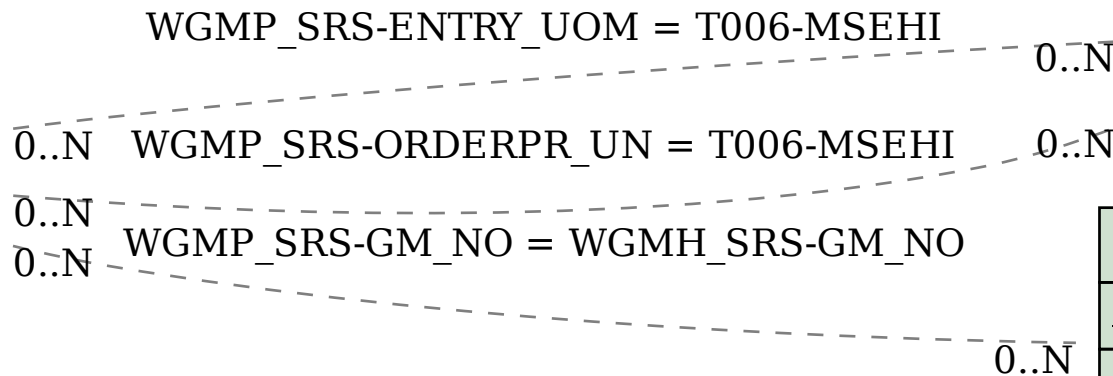 WGMP_SRS-ENTRY_UOM = T006-MSEHI
0..N
0..N
WGMP_SRS-ORDERPR_UN = T006-MSEHI
0..N
0..N
WGMP_SRS-GM_NO = WGMH_SRS-GM_NO
0..N
0..N